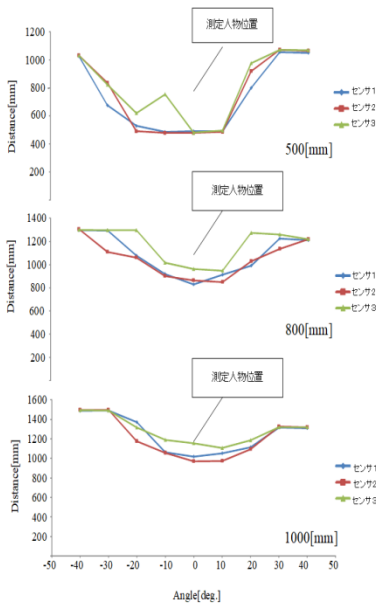 測定人物位置
1200
1000
800
600
400
200
Distance[mm]
センサ1
センサ2
センサ3
500[mm]
測定人物位置
1400
1200
1000
800
600
400
200
Distance[mm]
センサ1
センサ2
センサ3
800[mm]
測定人物位置
1600
1400
1200
1000
800
600
400
200
Distance[mm]
センサ1
センサ2
センサ3
1000[mm]
-50 -40 -30 -20 -10 0 10 20 30 40 50
Angle[deg.]